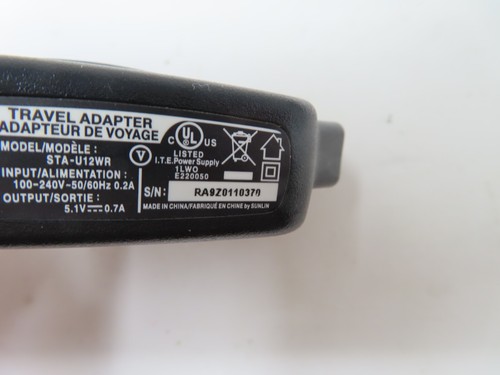 TRAVEL ADAPTER
ADAPTEUR DE VOYAGE
MODEL/MODÈLE :
STA-U12WR
INPUT/ALIMENTATION :
100-240V~50/60Hz 0.2A
OUTPUT/SORTIE :
5.1V⎓0.7A
V
C UL US
LISTED
I.T.E.Power Supply
1LWO
E220050
S/N: RA9Z0110370
MADE IN CHINA/FABRIQUÉ EN CHINE by SUNLIN